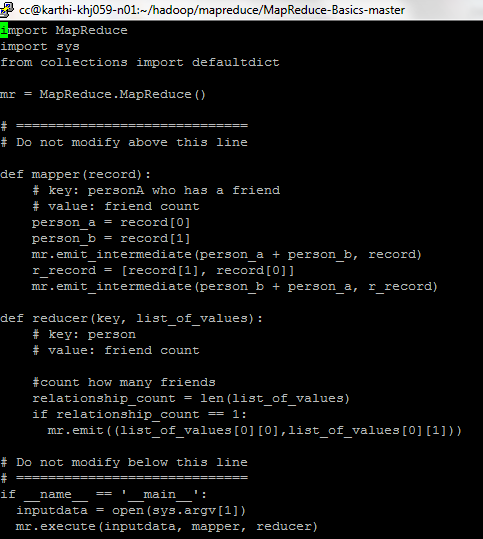 cc@karthi-khj059-n01:~/hadoop/mapreduce/MapReduce-Basics-master
import MapReduce
import sys
from collections import defaultdict

mr = MapReduce.MapReduce()

# =============================
# Do not modify above this line

def mapper(record):
    # key: personA who has a friend
    # value: friend count
    person_a = record[0]
    person_b = record[1]
    mr.emit_intermediate(person_a + person_b, record)
    r_record = [record[1], record[0]]
    mr.emit_intermediate(person_b + person_a, r_record)

def reducer(key, list_of_values):
    # key: person
    # value: friend count

    #count how many friends
    relationship_count = len(list_of_values)
    if relationship_count == 1:
      mr.emit((list_of_values[0][0],list_of_values[0][1]))

# Do not modify below this line
# =============================
if __name__ == '__main__':
  inputdata = open(sys.argv[1])
  mr.execute(inputdata, mapper, reducer)